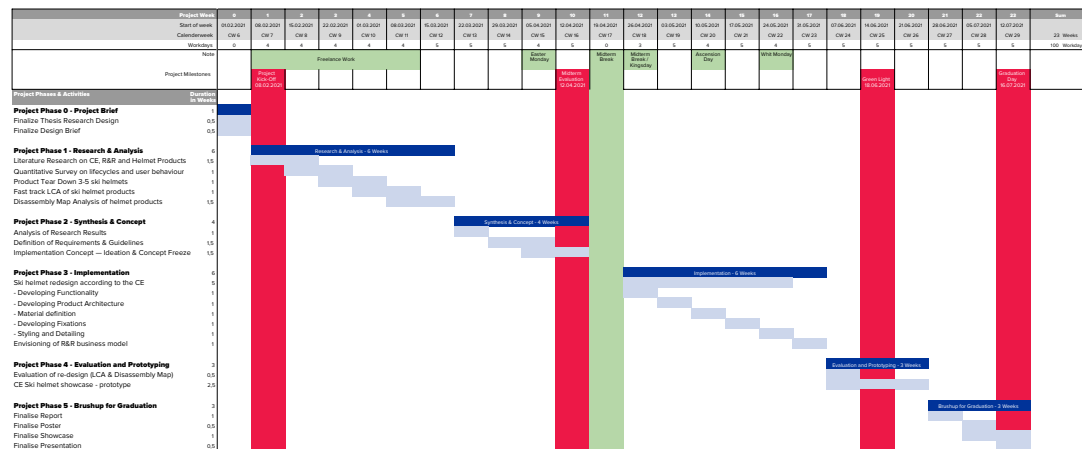 Project Week 0 1 2 3 4 5 6 7 8 9 10 11 12 13 14 15 16 17 18 19 20 21 22 23 Sum
Start of week 01.02.2021 08.02.2021 15.02.2021 22.02.2021 01.03.2021 08.03.2021 15.03.2021 22.03.2021 29.03.2021 05.04.2021 12.04.2021 19.04.2021 26.04.2021 03.05.2021 10.05.2021 17.05.2021 24.05.2021 31.05.2021 07.06.2021 14.06.2021 21.06.2021 28.06.2021 05.07.2021 12.07.2021
Calenderweek CW 6 CW 7 CW 8 CW 9 CW 10 CW 11 CW 12 CW 13 CW 14 CW 15 CW 16 CW 17 CW 18 CW 19 CW 20 CW 21 CW 22 CW 23 CW 24 CW 25 CW 26 CW 27 CW 28 CW 29 23 Weeks
Workdays 0 4 4 4 4 4 5 5 5 4 5 0 3 5 4 5 4 5 5 5 5 5 5 5 100 Workday
Note
Freelance Work
Easter
Monday
Midterm
Break
Midterm
Break /
Kingsday
Ascension
Day
Whit Monday
Project Milestones
Project
Kick-Off
08.02.2021
Midterm
Evaluation
12.04.2021
Green Light
18.06.2021
Graduation
Day
16.07.2021
Project Phases & Activities Duration
in Weeks
Project Phase 0 - Project Brief 1
Finalize Thesis Research Design 0,5
Finalize Design Brief 0,5
Project Phase 1 - Research & Analysis 6 Research & Analysis - 6 Weeks
Literature Research on CE, R&R and Helmet Products 1,5
Quantitative Survey on lifecycles and user behaviour 1
Product Tear Down 3-5 ski helmets 1
Fast track LCA of ski helmet products 1
Disassembly Map Analysis of helmet products 1,5
Project Phase 2 - Synthesis & Concept 4 Synthesis & Concept - 4 Weeks
Analysis of Research Results 1
Definition of Requirements & Guidelines 1,5
Implementation Concept — Ideation & Concept Freeze 1,5
Project Phase 3 - Implementation 6 Implementation - 6 Weeks
Ski helmet redesign according to the CE 5
- Developing Functionality 1
- Developing Product Architecture 1
- Material definition 1
- Developing Fixations 1
- Styling and Detailing 1
Envisioning of R&R business model 1
Project Phase 4 - Evaluation and Prototyping 3 Evaluation and Prototyping - 3 Weeks
Evaluation of re-design (LCA & Disassembly Map) 0,5
CE Ski helmet showcase - prototype 2,5
Project Phase 5 - Brushup for Graduation 3 Brushup for Graduation - 3 Weeks
Finalise Report 1
Finalise Poster 0,5
Finalise Showcase 1
Finalise Presentation 0,5